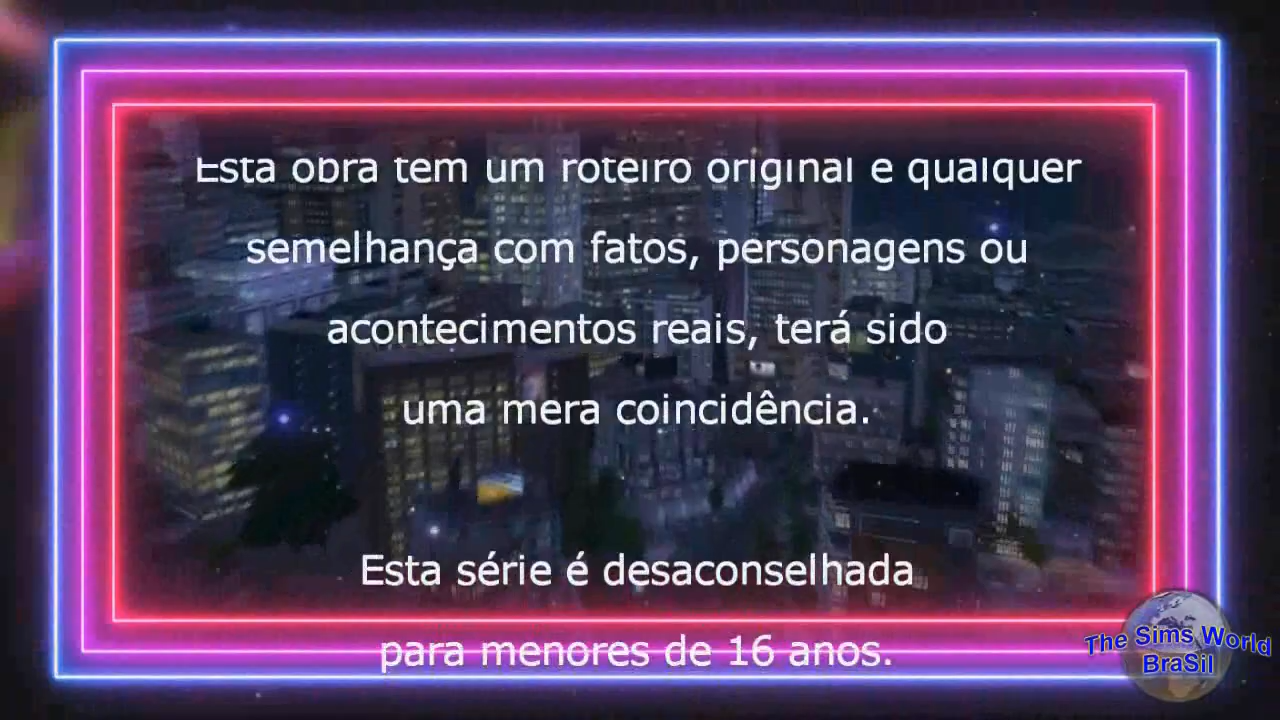 Esta obra tem um roteiro original e qualquer
semelhança com fatos, personagens ou
acontecimentos reais, terá sido
uma mera coincidência.
Esta série é desaconselhada
para menores de 16 anos.
The Sims World
BraSil